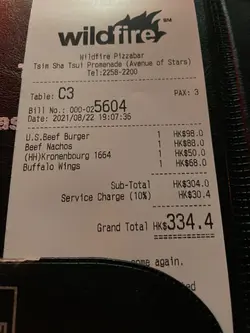 wildfire SM
Wildfire Pizzabar
Tsim Sha Tsui Promenade (Avenue of Stars)
Tel:2258-2200
Table: C3 PAX: 3
Bill No.: 000-025604
Date: 2021/08/22 19:07:36
U.S.Beef Burger 1 HK$98.0
Beef Nachos 1 HK$88.0
(HH)Kronenbourg 1664 1 HK$50.0
Buffalo Wings 1 HK$68.0
Sub-Total HK$304.0
Service Charge (10%) HK$30.4
Grand Total HK$334.4
come again.